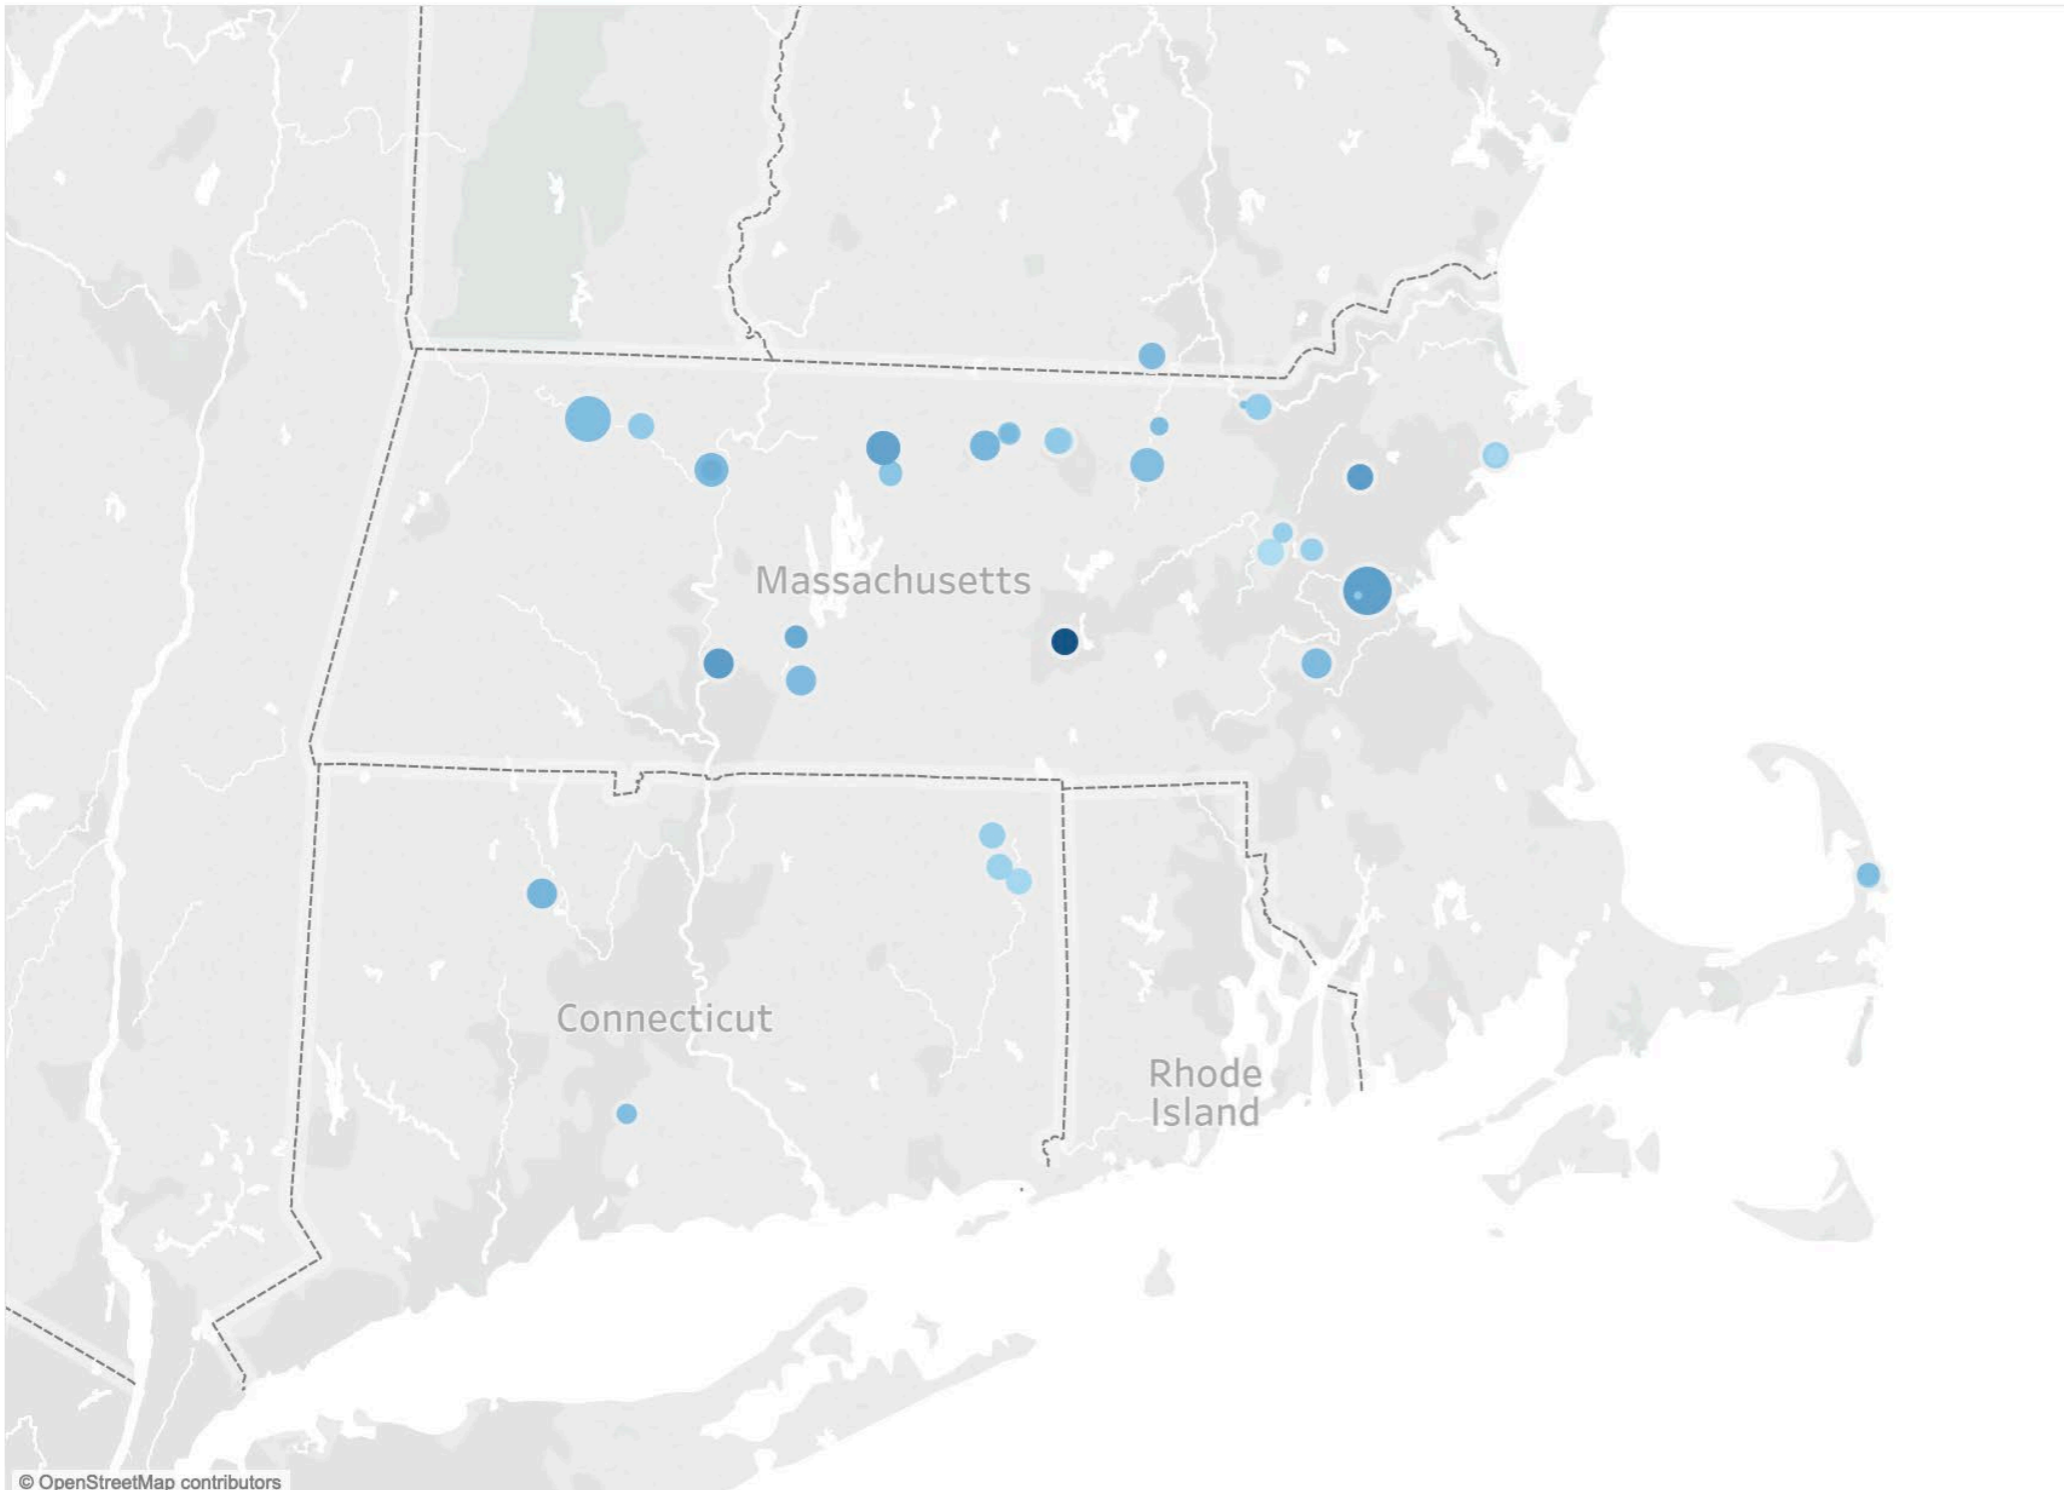 Massachusetts
Connecticut
Rhode
Island
© OpenStreetMap contributors